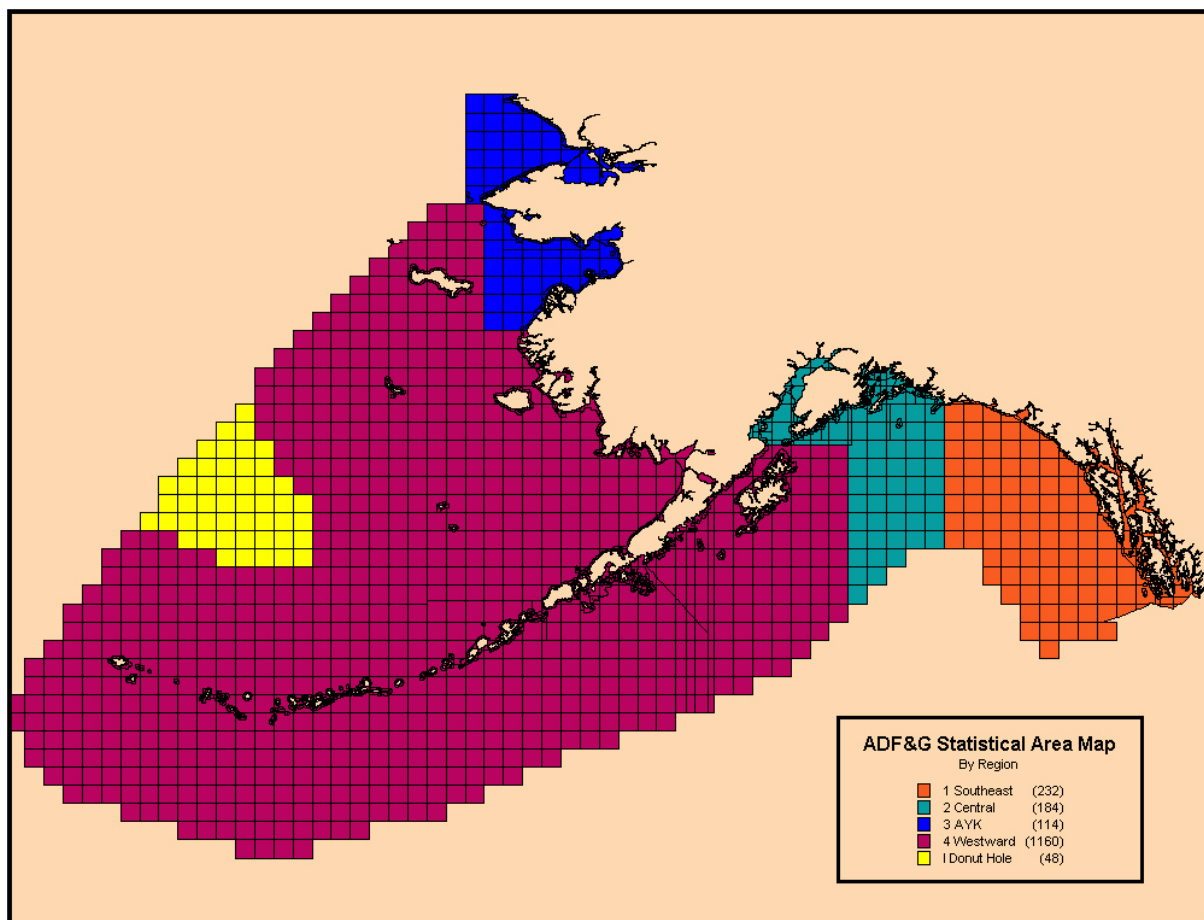 ADF&G Statistical Area Map
By Region
1 Southeast (232)
2 Central (184)
3 AYK (114)
4 Westward (1160)
I Donut Hole (48)